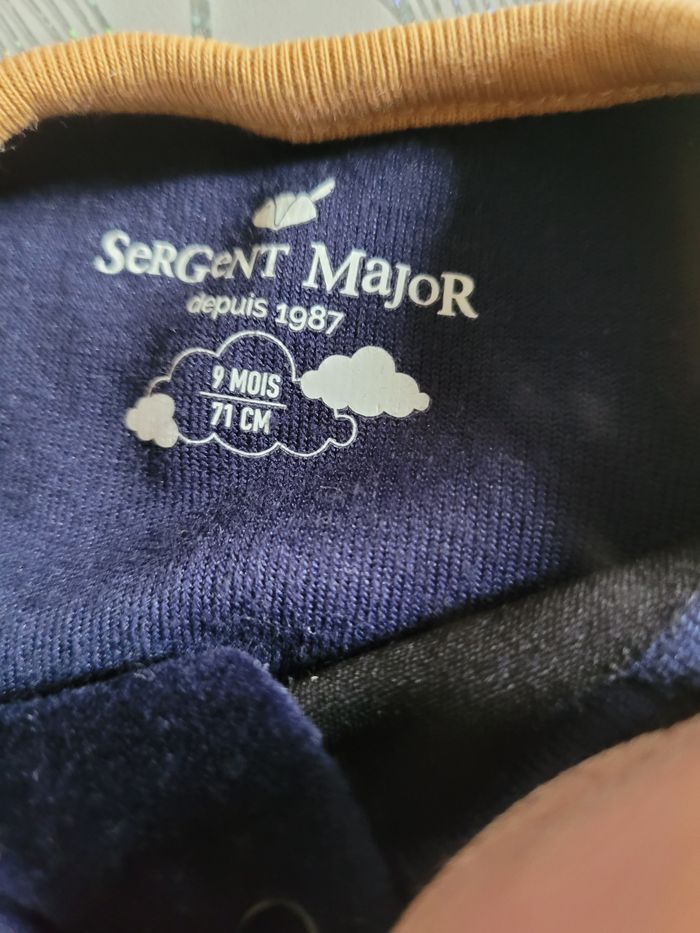 SeRGeNT MaJoR
depuis 1987
9 MOIS
71 CM